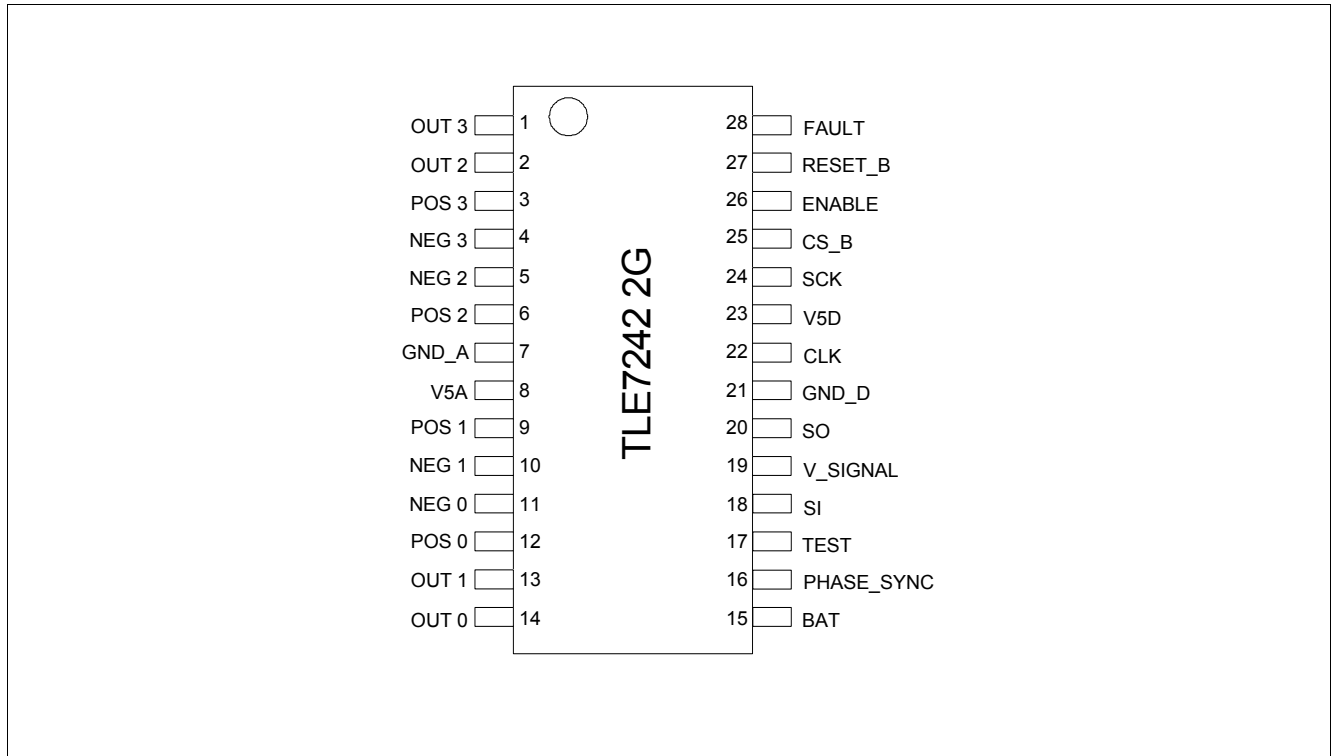 OUT 3 1 28 FAULT
OUT 2 2 27 RESET_B
POS 3 3 26 ENABLE
NEG 3 4 25 CS_B
NEG 2 5 24 SCK
POS 2 6 23 V5D
GND_A 7 22 CLK
V5A 8 21 GND_D
POS 1 9 20 SO
NEG 1 10 19 V_SIGNAL
NEG 0 11 18 SI
POS 0 12 17 TEST
OUT 1 13 16 PHASE_SYNC
OUT 0 14 15 BAT
TLE7242 2G